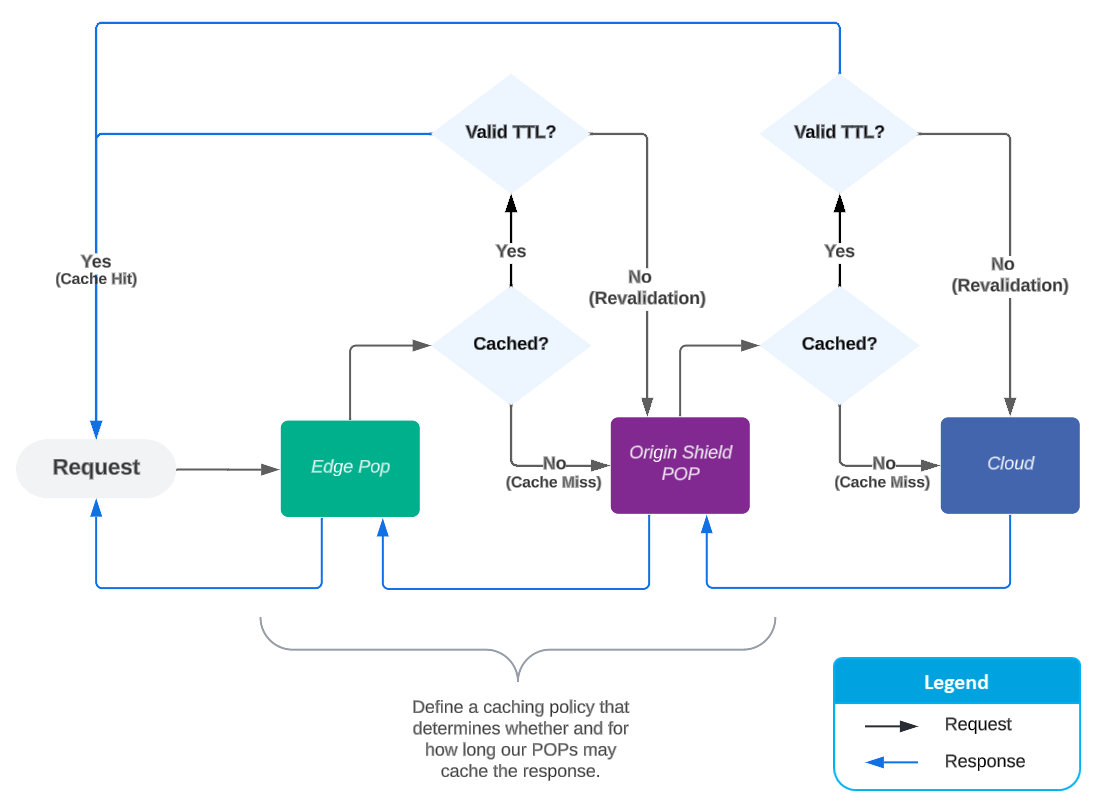 Valid TTL?
Valid TTL?
Yes
(Cache Hit)
Yes
No
(Revalidation)
Yes
No
(Revalidation)
Cached?
Cached?
Request
Edge Pop
No
(Cache Miss)
Origin Shield
POP
No
(Cache Miss)
Cloud
Define a caching policy that
determines whether and for
how long our POPs may
cache the response.
Legend
Request
Response